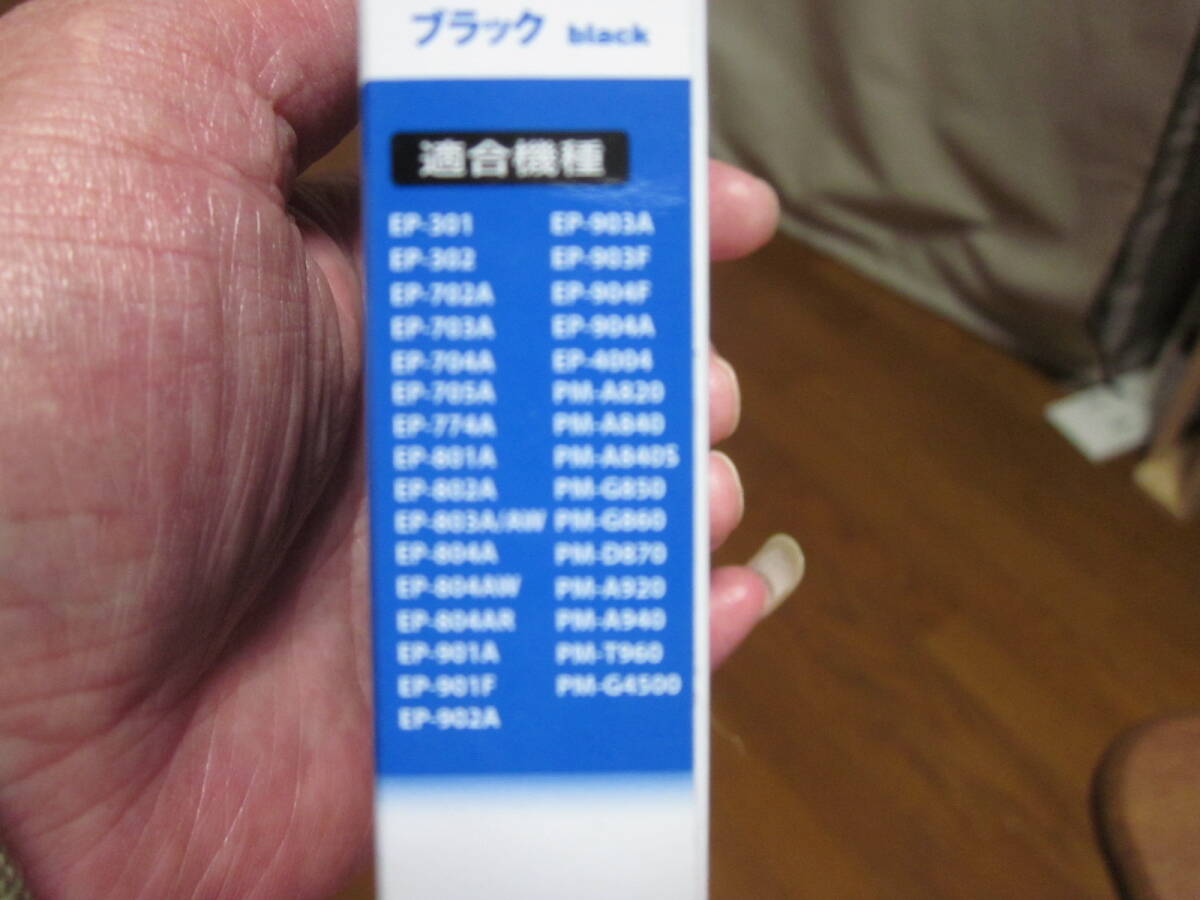 ブラック black
適合機種
EP-301 EP-903A
EP-302 EP-903F
EP-702A EP-904F
EP-703A EP-904A
EP-704A EP-4004
EP-705A PM-A820
EP-774A PM-A840
EP-801A PM-A840S
EP-802A PM-G850
EP-803A/AW PM-G860
EP-804A PM-D870
EP-804AW PM-A920
EP-804AR PM-A940
EP-901A PM-T960
EP-901F PM-G4500
EP-902A